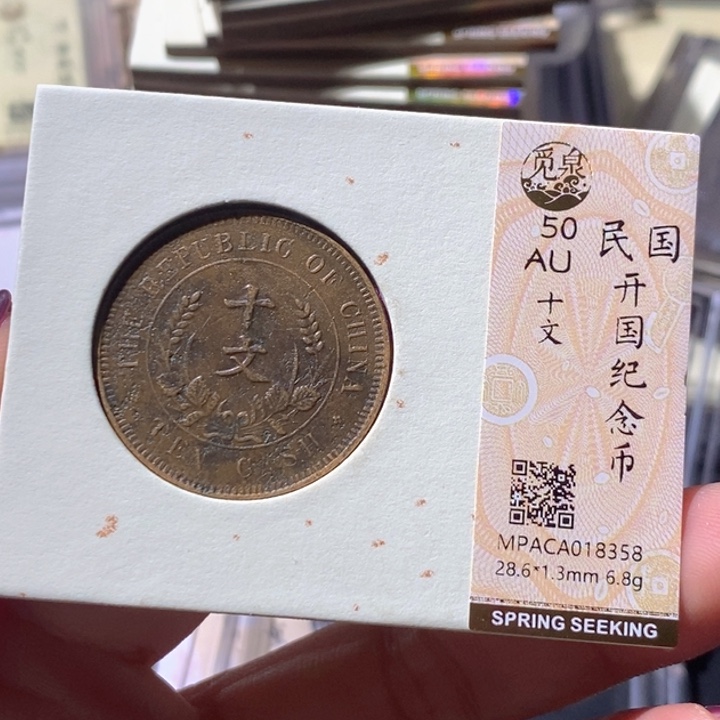 THE REPUBLIC OF CHINA
十文
TEN CASH
觅泉
50
AU
十文
民国
开国纪念币
MPACA018358
28.6*1.3mm 6.8g
SPRING SEEKING